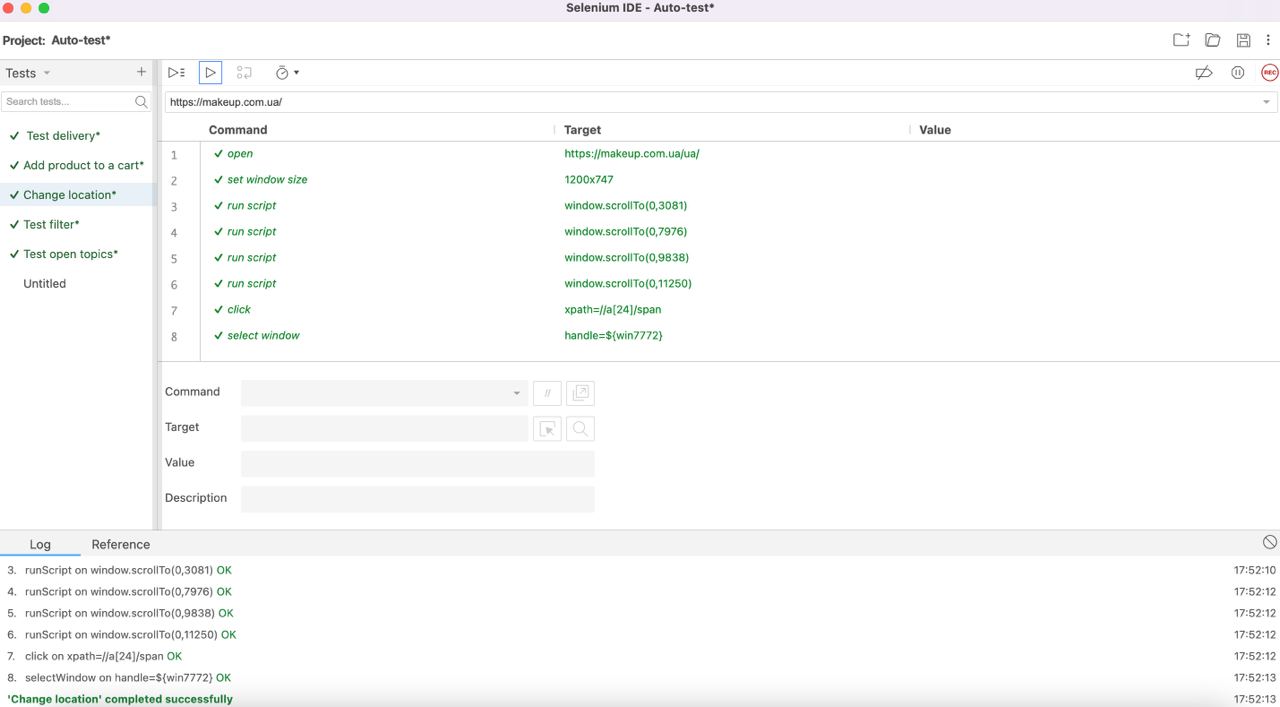 Selenium IDE - Auto-test*
Project: Auto-test*
Tests
Search tests...
Test delivery*
Add product to a cart*
Change location*
Test filter*
Test open topics*
Untitled
REC
https://makeup.com.ua/
Command Target Value
1 open https://makeup.com.ua/ua/
2 set window size 1200x747
3 run script window.scrollTo(0,3081)
4 run script window.scrollTo(0,7976)
5 run script window.scrollTo(0,9838)
6 run script window.scrollTo(0,11250)
7 click xpath=//a[24]/span
8 select window handle=${win7772}
Command //
Target
Value
Description
Log Reference
3. runScript on window.scrollTo(0,3081) OK 17:52:10
4. runScript on window.scrollTo(0,7976) OK 17:52:12
5. runScript on window.scrollTo(0,9838) OK 17:52:12
6. runScript on window.scrollTo(0,11250) OK 17:52:12
7. click on xpath=//a[24]/span OK 17:52:12
8. selectWindow on handle=${win7772} OK 17:52:13
'Change location' completed successfully 17:52:13